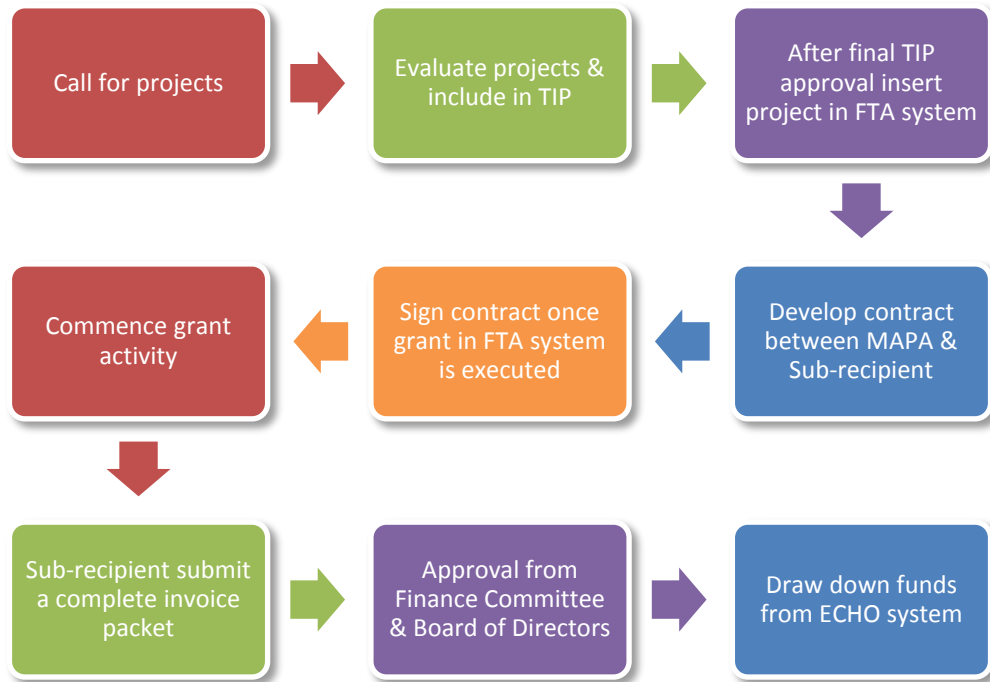 Call for projects
Evaluate projects &
include in TIP
After final TIP
approval insert
project in FTA system
Develop contract
between MAPA &
Sub-recipient
Sign contract once
grant in FTA system
is executed
Commence grant
activity
Sub-recipient submit
a complete invoice
packet
Approval from
Finance Committee
& Board of Directors
Draw down funds
from ECHO system